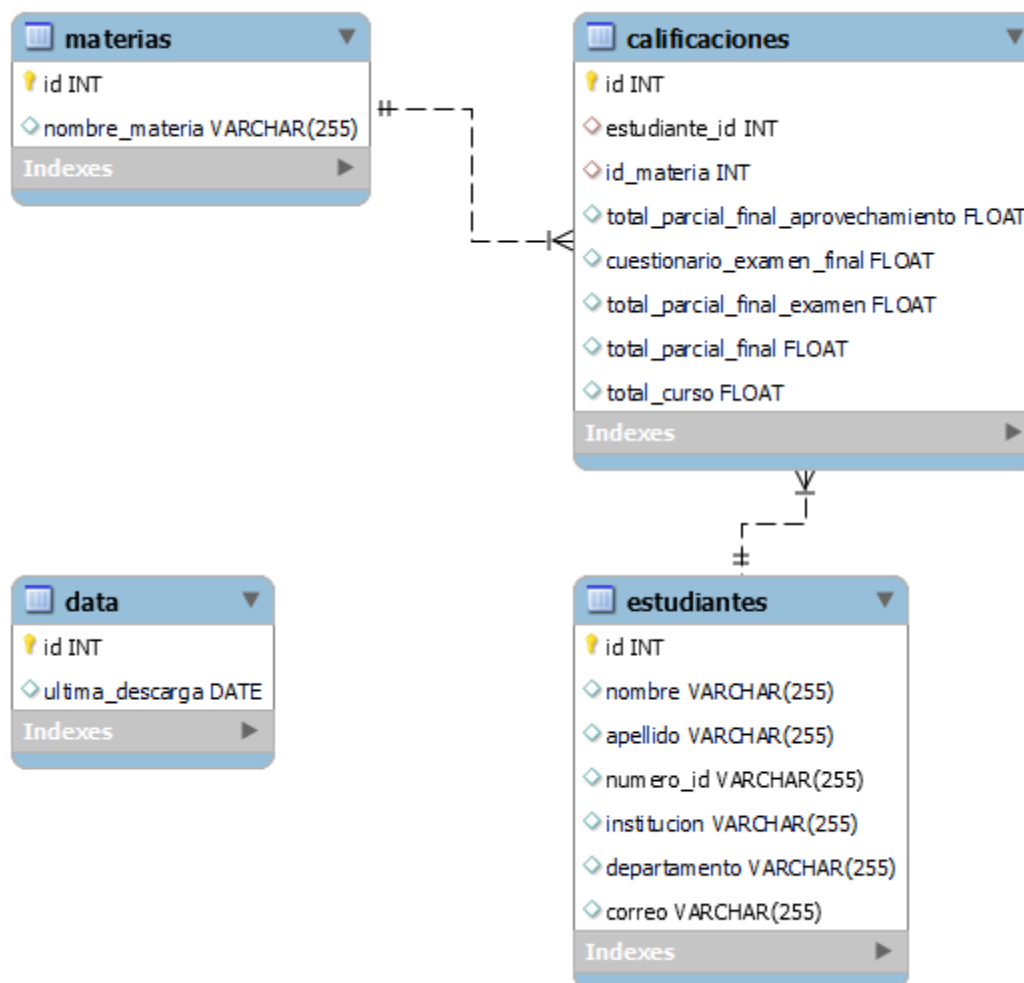 materias
id INT
nombre_materia VARCHAR(255)
Indexes
calificaciones
id INT
estudiante_id INT
id_materia INT
total_parcial_final_aprovechamiento FLOAT
cuestionario_examen_final FLOAT
total_parcial_final_examen FLOAT
total_parcial_final FLOAT
total_curso FLOAT
Indexes
data
id INT
ultima_descarga DATE
Indexes
estudiantes
id INT
nombre VARCHAR(255)
apellido VARCHAR(255)
numero_id VARCHAR(255)
institucion VARCHAR(255)
departamento VARCHAR(255)
correo VARCHAR(255)
Indexes